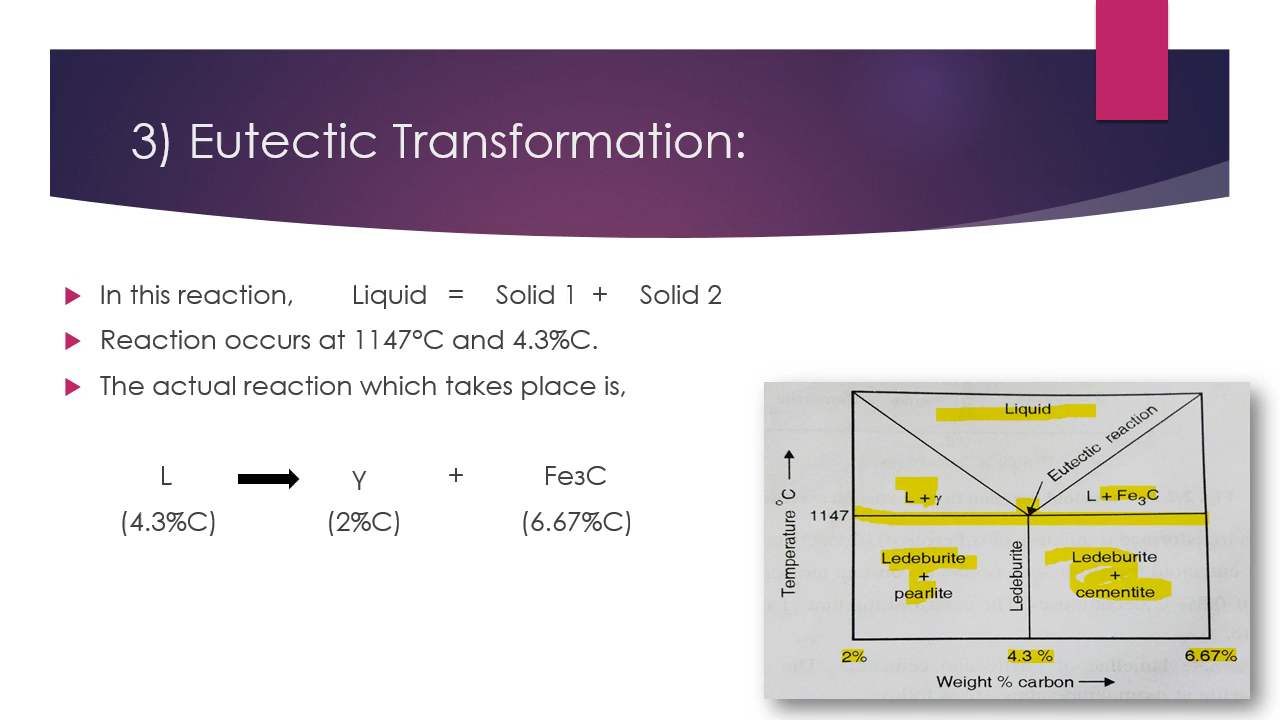 3) Eutectic Transformation:
In this reaction, Liquid = Solid 1 + Solid 2
Reaction occurs at 1147°C and 4.3%C.
The actual reaction which takes place is,
L γ + Fe₃C
(4.3%C) (2%C) (6.67%C)
Liquid
Eutectic reaction
L + γ
L + Fe₃C
1147
Temperature °C
Ledeburite
+
pearlite
Ledeburite
Ledeburite
+
cementite
2% 4.3 % 6.67%
Weight % carbon